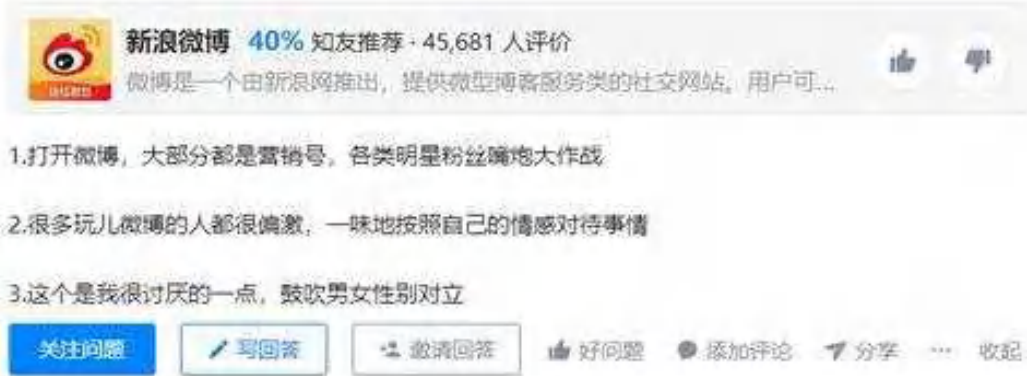 新浪微博 40% 知友推荐 · 45,681 人评价
微博是一个由新浪网推出，提供微型博客服务类的社交网站。用户可...
1.打开微博，大部分都是营销号，各类明星粉丝嘴炮大作战
2.很多玩儿微博的人都很偏激，一味地按照自己的情感对待事情
3.这个是我很讨厌的一点，鼓吹男女性别对立
关注问题 写回答 邀请回答 好问题 添加评论 分享 ... 收起